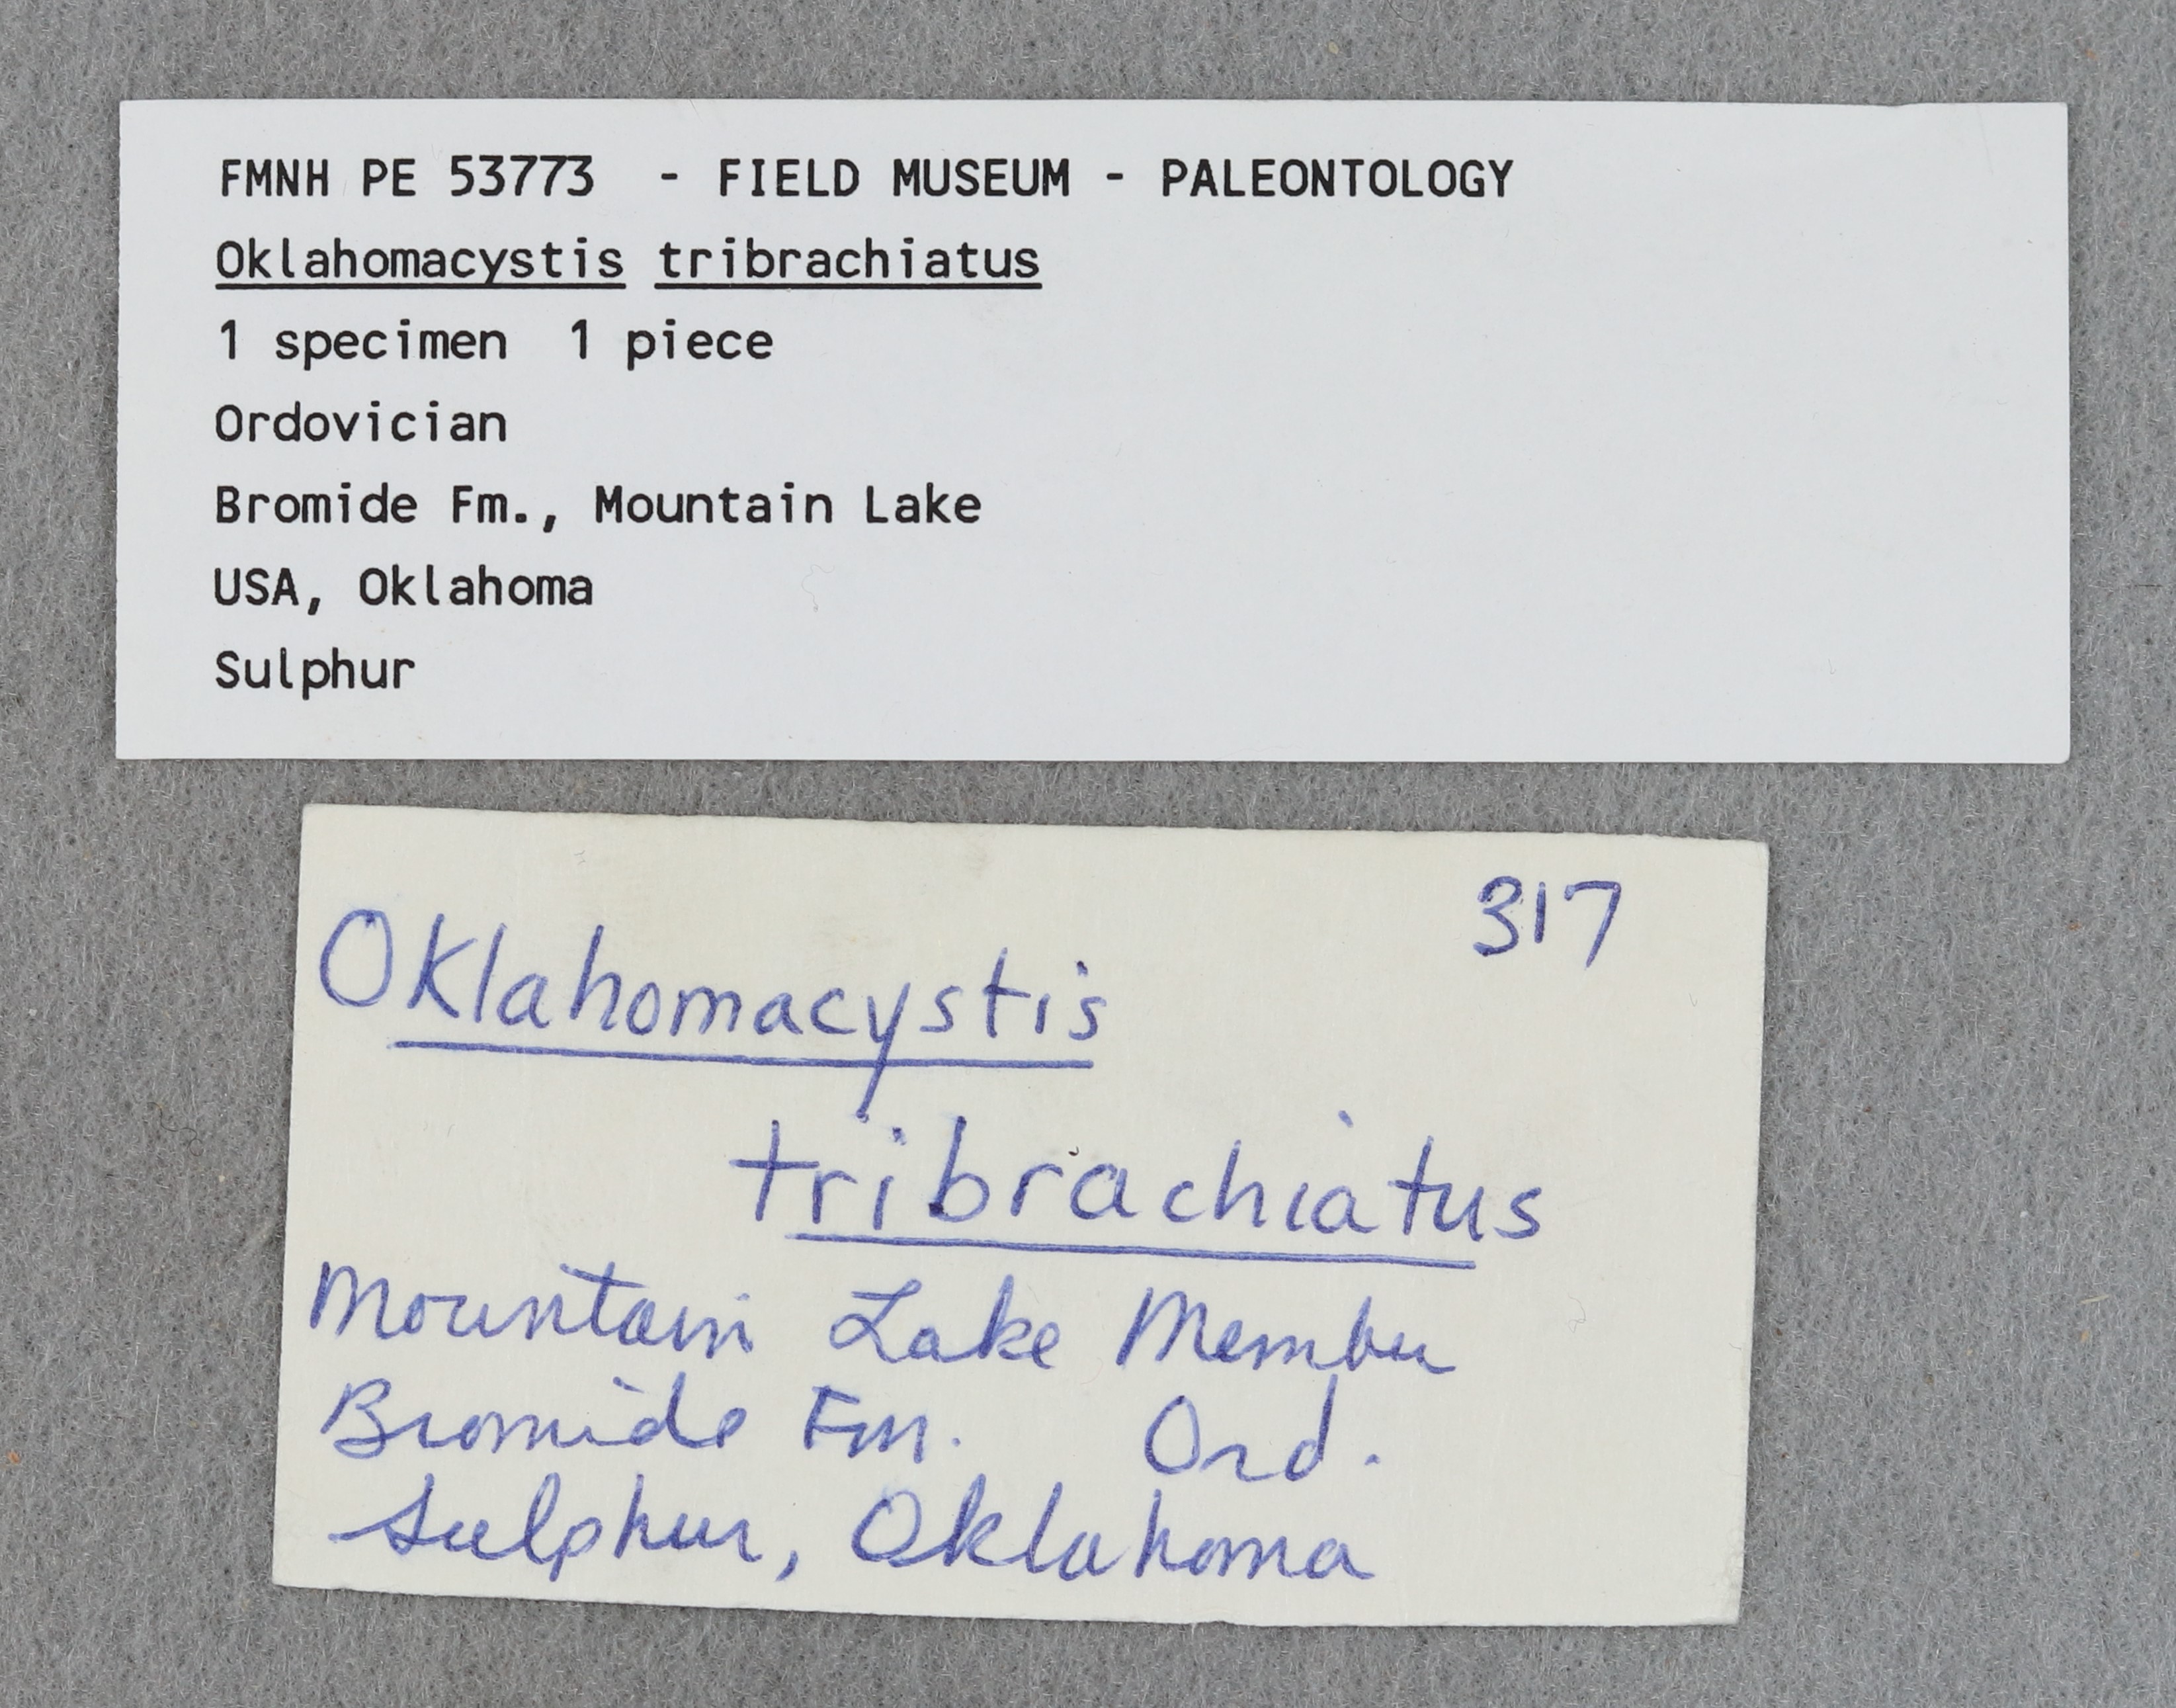 FMNH PE 53773 - FIELD MUSEUM - PALEONTOLOGY
Oklahomacystis tribrachiatus
1 specimen 1 piece
Ordovician
Bromide Fm., Mountain Lake
USA, Oklahoma
Sulphur
317
Oklahomacystis
tribrachiatus
Mountain Lake Member
Bromide Fm. Ord.
Sulphur, Oklahoma